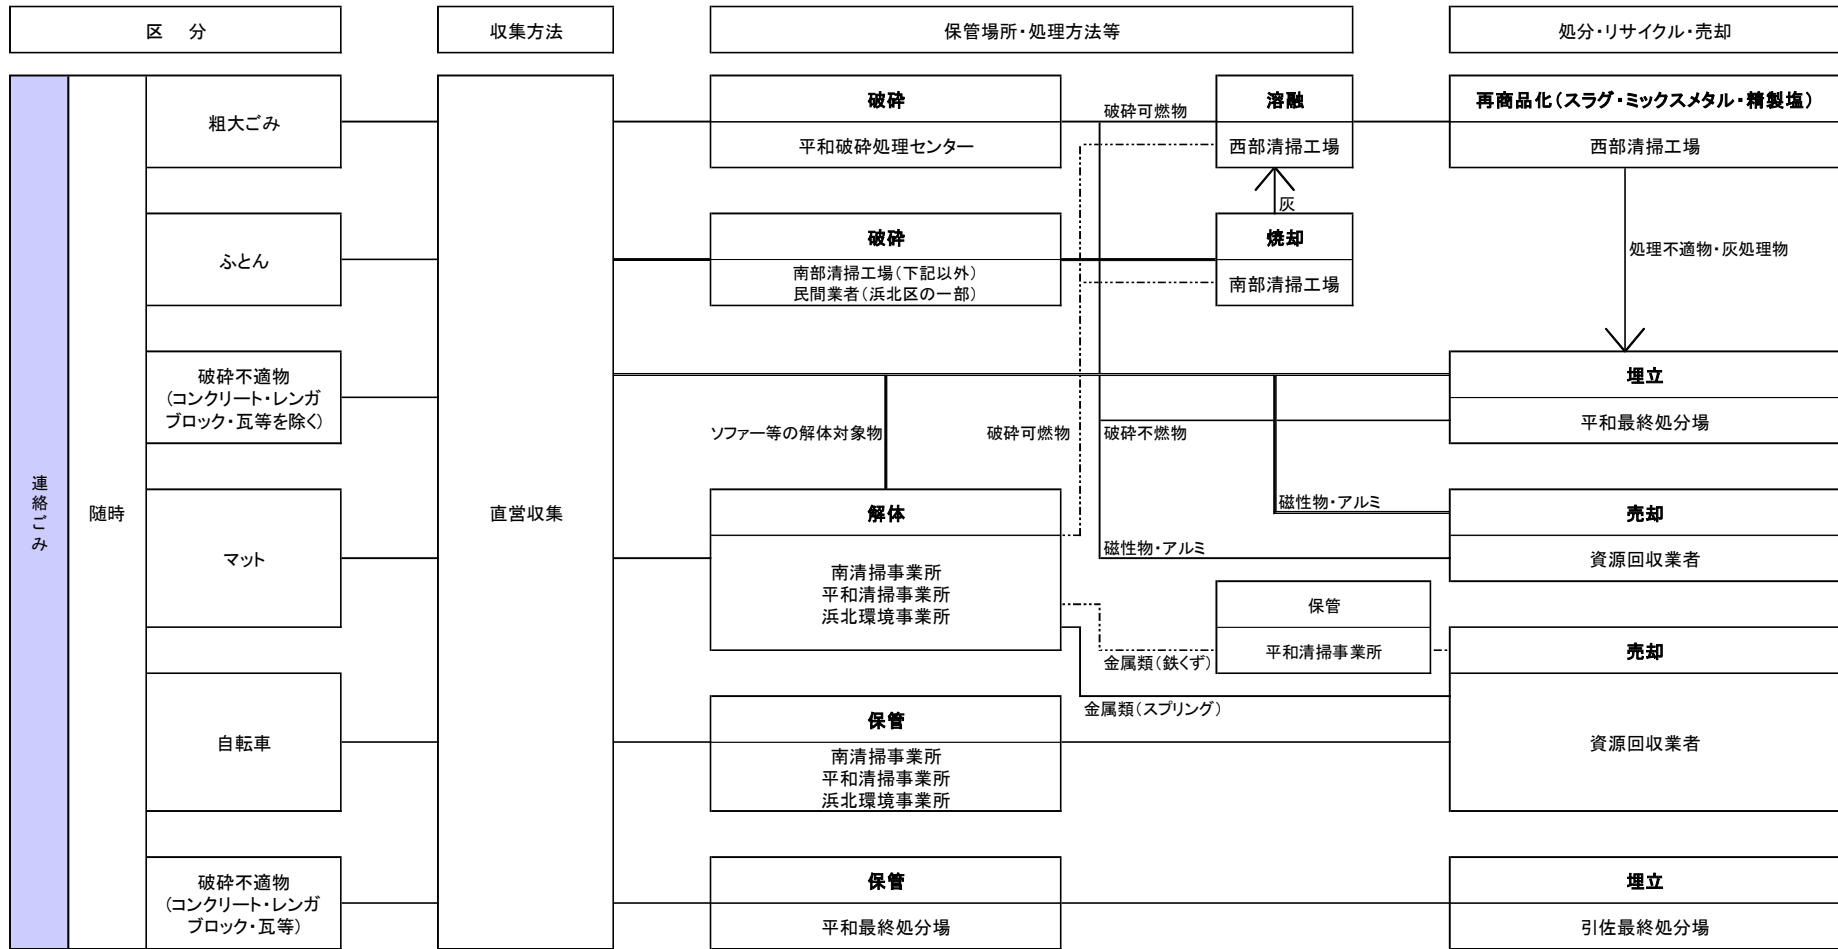 区　分
収集方法
保管場所・処理方法等
処分・リサイクル・売却
連絡ごみ
随時
粗大ごみ
ふとん
破砕不適物
(コンクリート・レンガ
ブロック・瓦等を除く)
マット
自転車
破砕不適物
(コンクリート・レンガ
ブロック・瓦等)
直営収集
破砕
平和破砕処理センター
破砕可燃物
溶融
西部清掃工場
再商品化(スラグ・ミックスメタル・精製塩)
西部清掃工場
灰
破砕
南部清掃工場(下記以外)
民間業者(浜北区の一部)
焼却
南部清掃工場
処理不適物・灰処理物
埋立
平和最終処分場
ソファー等の解体対象物
破砕可燃物
破砕不燃物
解体
南清掃事業所
平和清掃事業所
浜北環境事業所
磁性物・アルミ
磁性物・アルミ
売却
資源回収業者
保管
平和清掃事業所
金属類(鉄くず)
金属類(スプリング)
売却
資源回収業者
保管
南清掃事業所
平和清掃事業所
浜北環境事業所
保管
平和最終処分場
埋立
引佐最終処分場